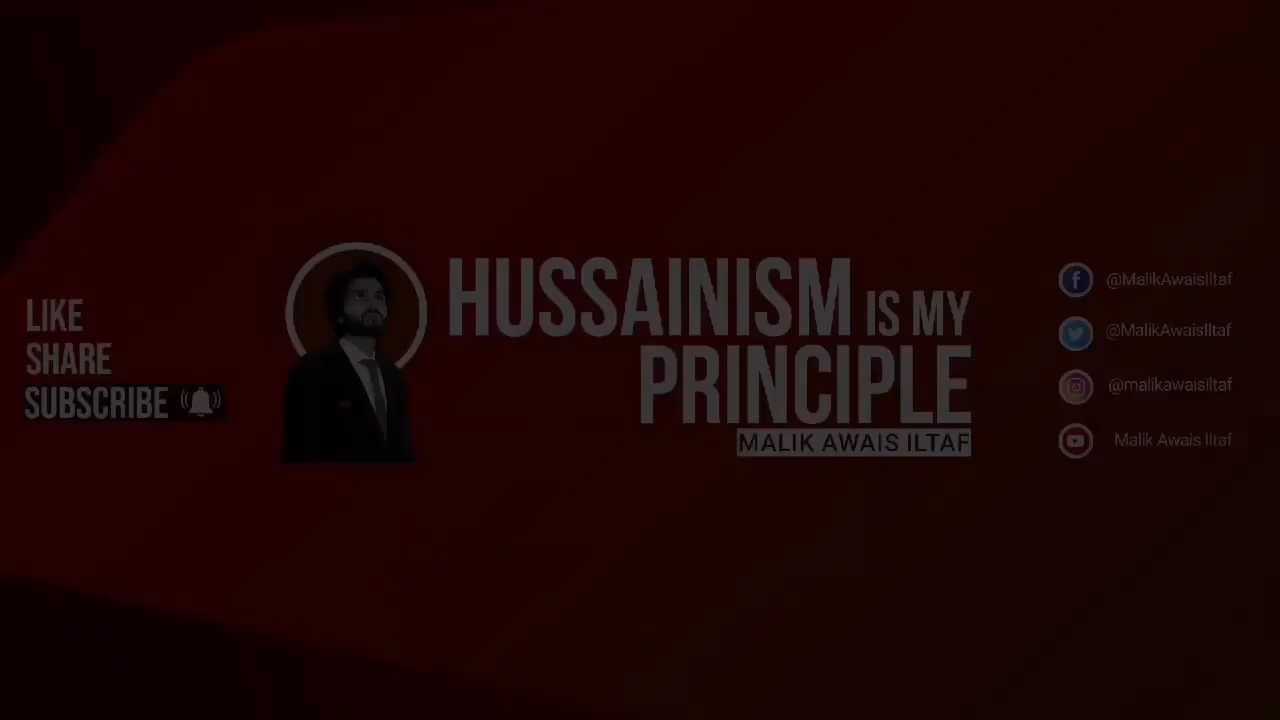 LIKE
SHARE
SUBSCRIBE
HUSSAINISM IS MY
PRINCIPLE
MALIK AWAIS ILTAF
@MalikAwaisIltaf
@MalikAwaisIltaf
@malikawaisiltaf
Malik Awais Iltaf